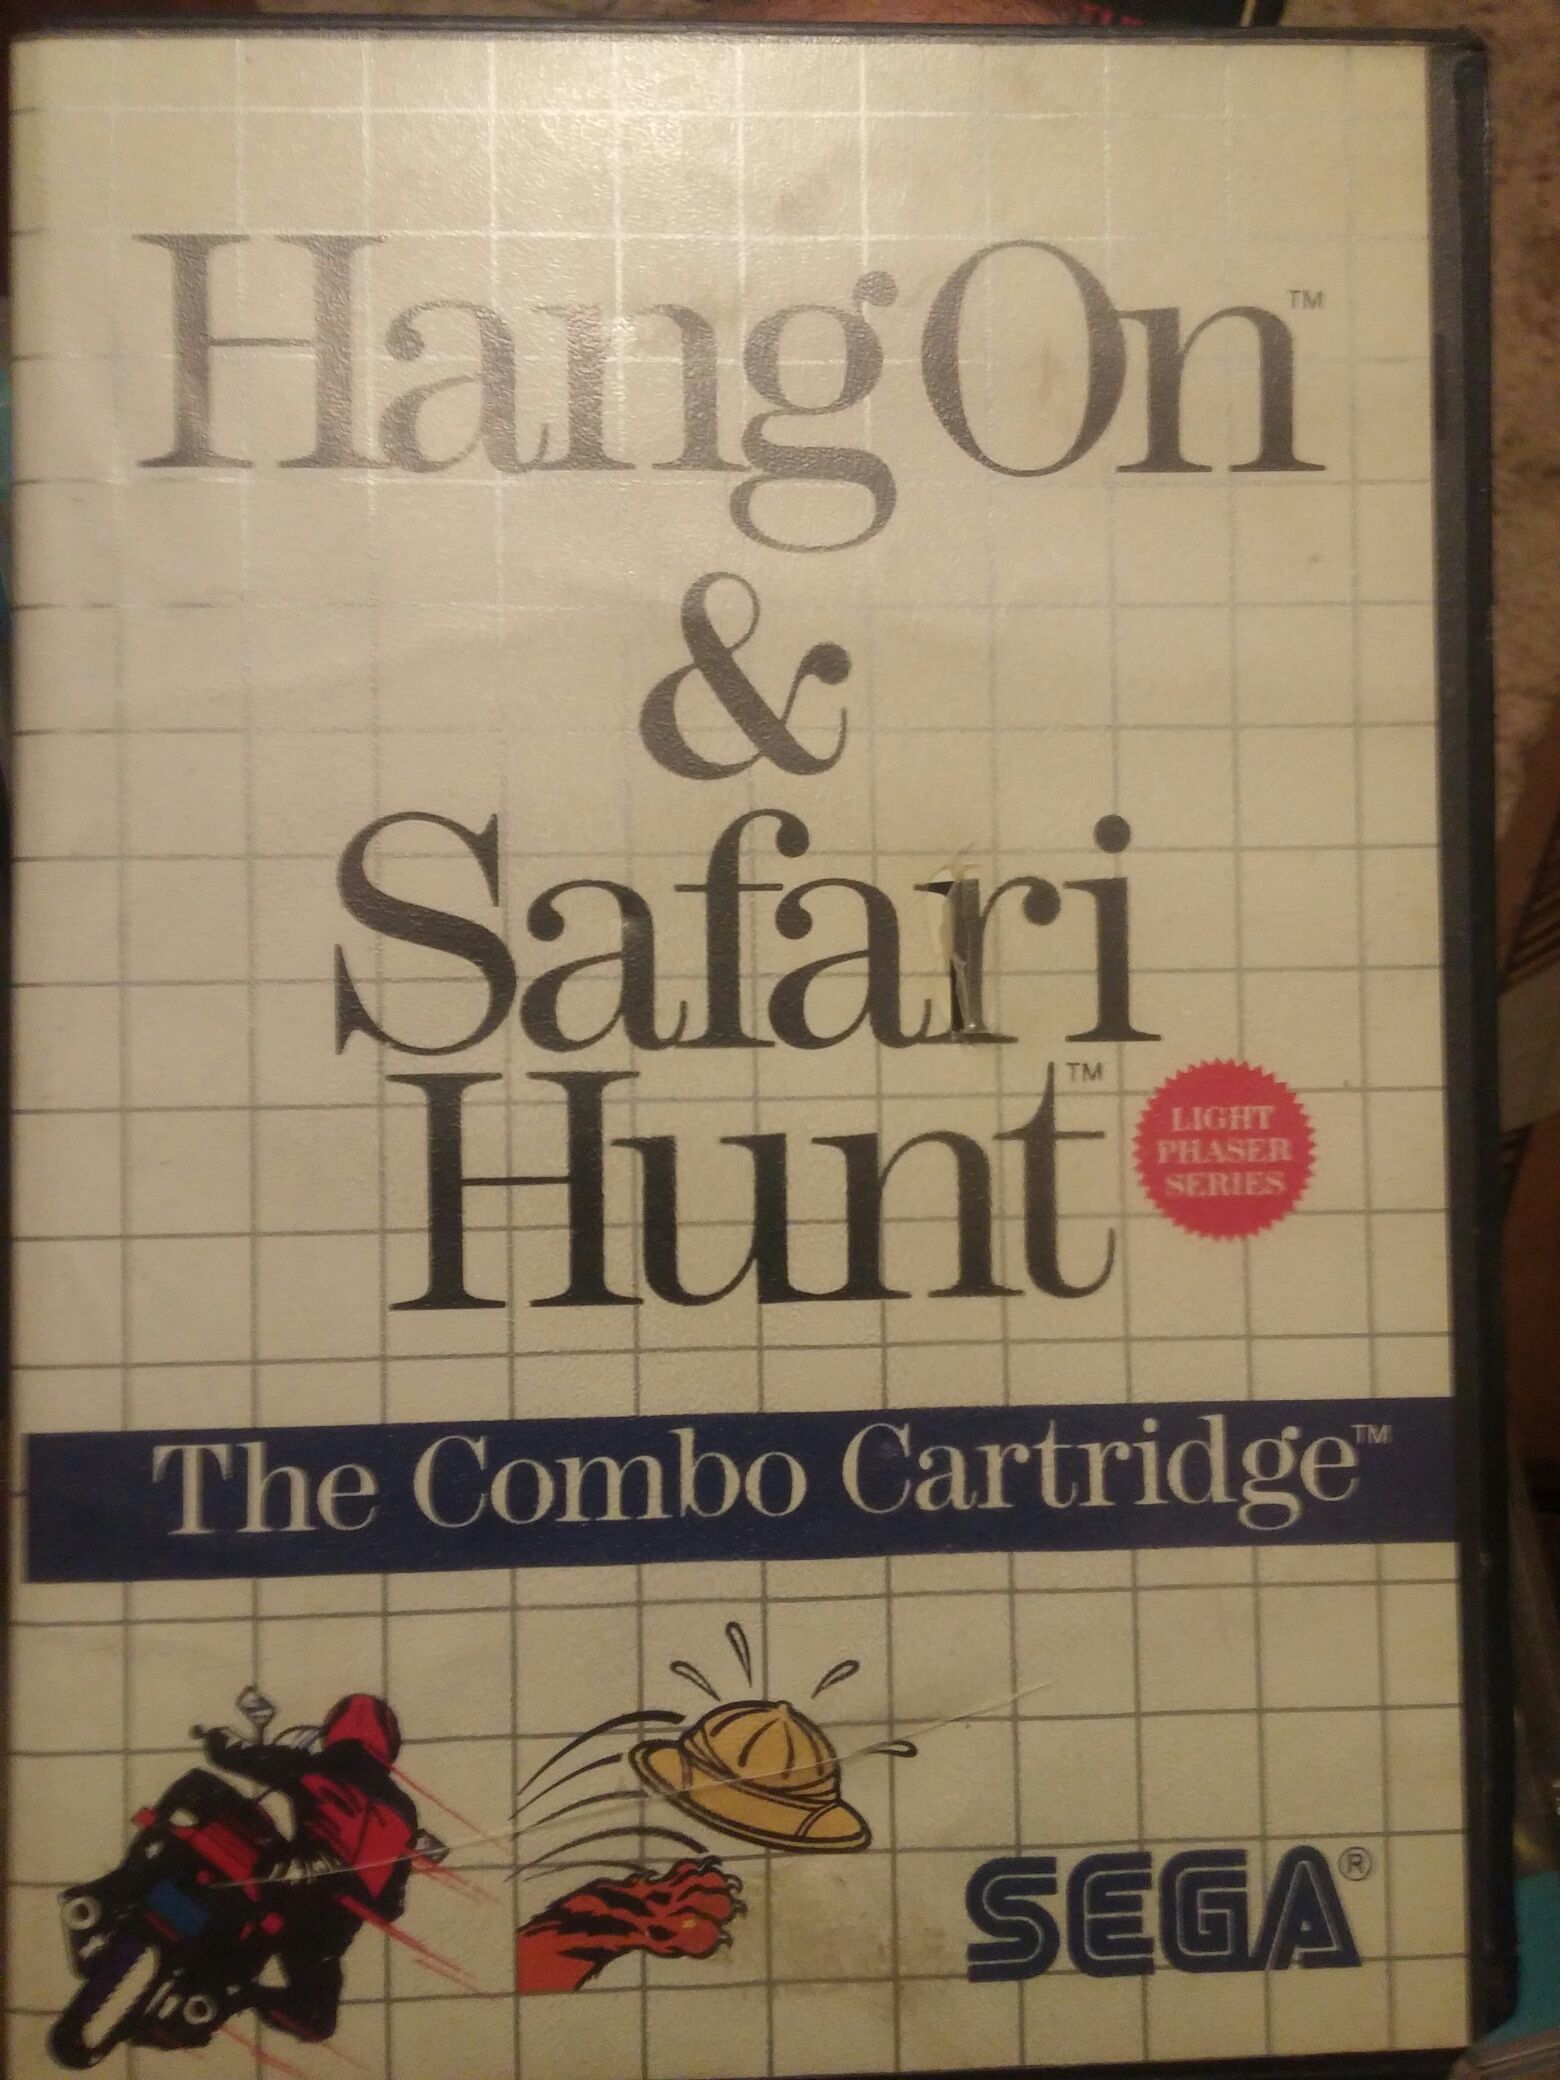 Hang On™
&
Safari
Hunt™
LIGHT
PHASER
SERIES
The Combo Cartridge™
SEGA®